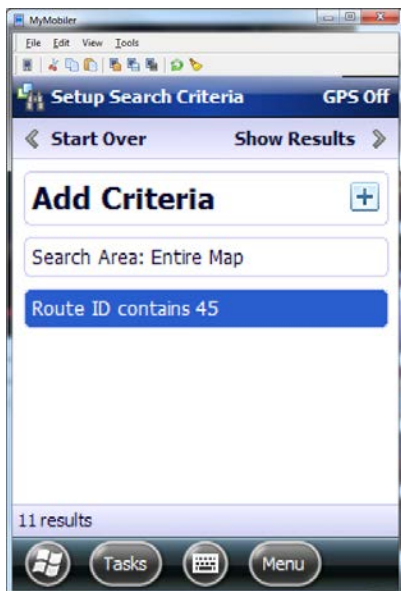 MyMobiler
File Edit View Tools
Setup Search Criteria GPS Off
Start Over Show Results
Add Criteria
Search Area: Entire Map
Route ID contains 45
11 results
Tasks Menu